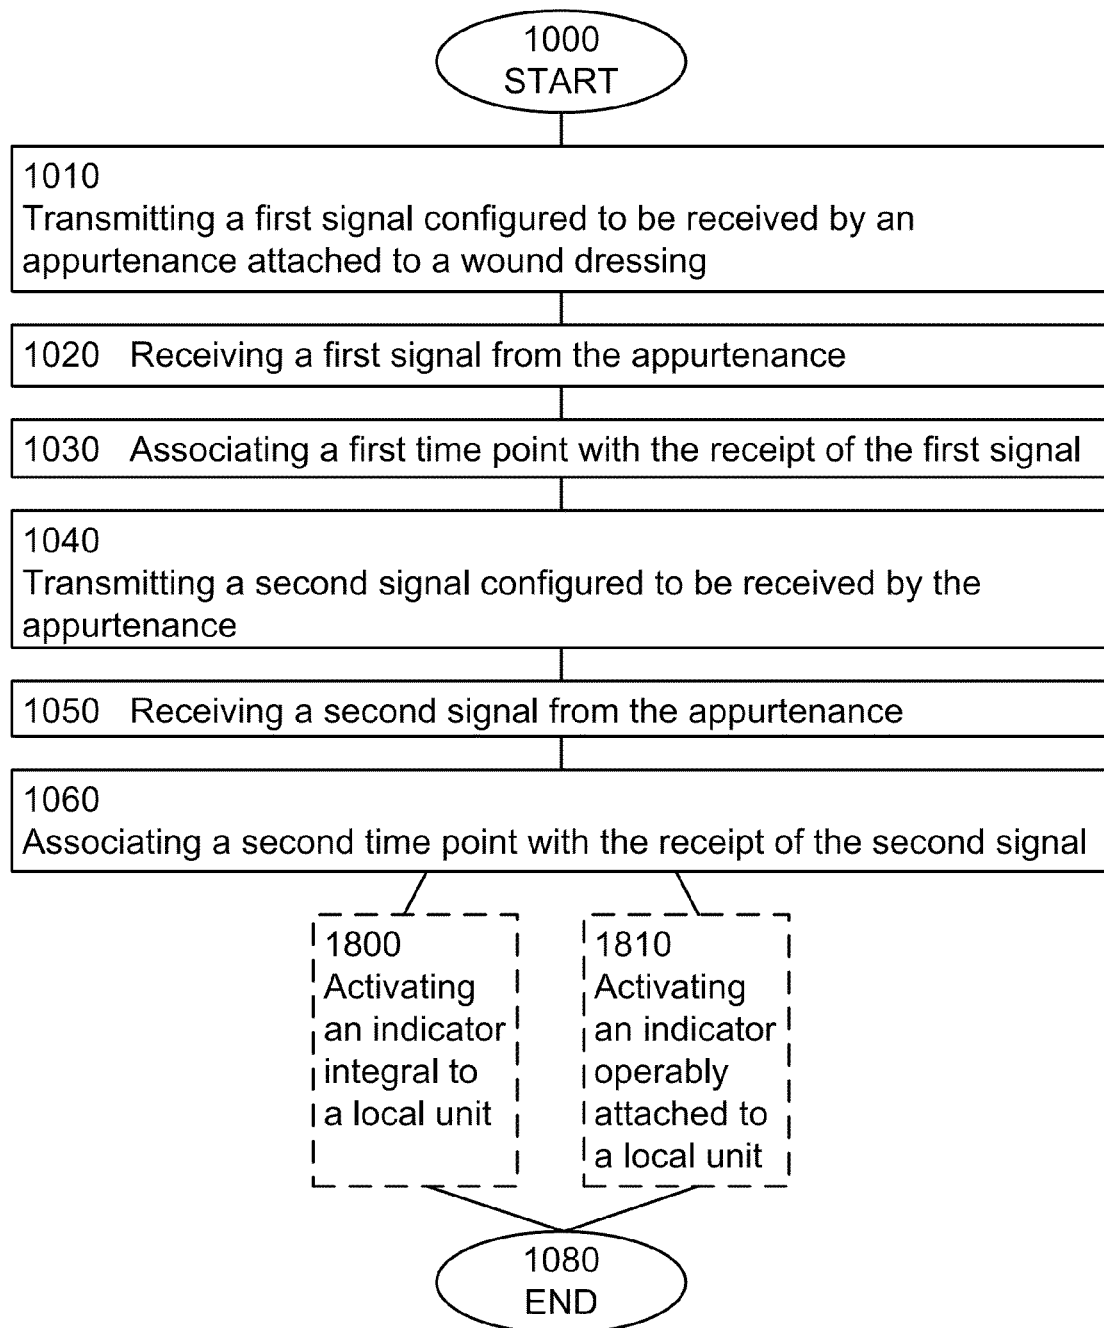 1000
START
1010
Transmitting a first signal configured to be received by an
appurtenance attached to a wound dressing
1020 Receiving a first signal from the appurtenance
1030 Associating a first time point with the receipt of the first signal
1040
Transmitting a second signal configured to be received by the
appurtenance
1050 Receiving a second signal from the appurtenance
1060
Associating a second time point with the receipt of the second signal
1800
Activating
an indicator
integral to
a local unit
1810
Activating
an indicator
operably
attached to
a local unit
1080
END